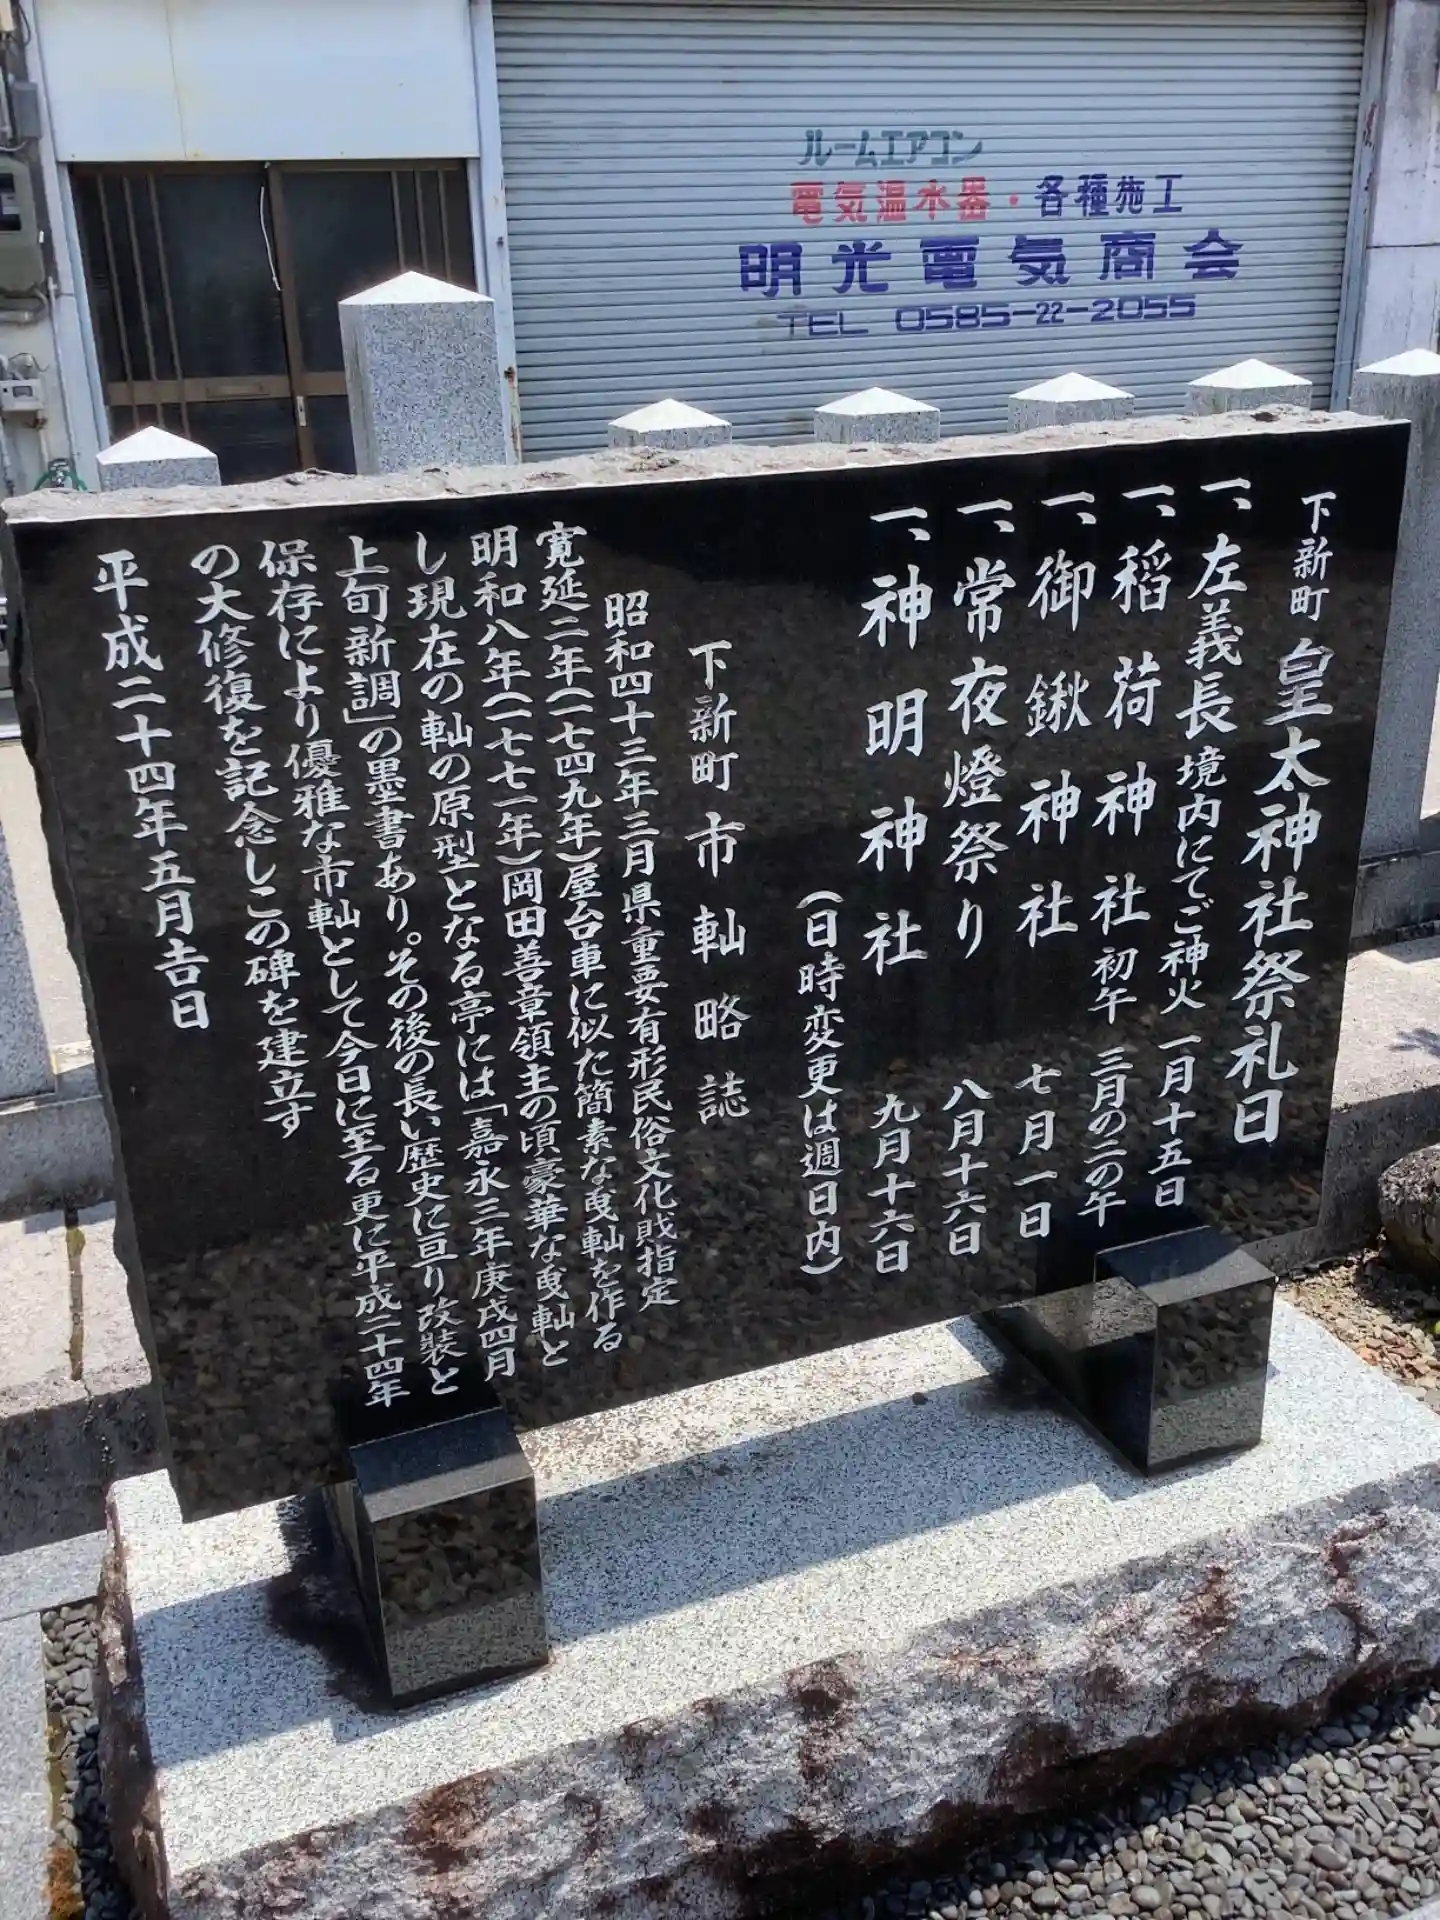 ルームエアコン
電気温水器・各種施工
明光電気商会
TEL 0585-22-2055
下新町 皇太神社祭礼日
一、左義長 境内にてご神火 一月十五日
一、稲荷神社 初午 三月の二の午
一、御鍬神社 七月一日
一、常夜燈祭り 八月十六日
一、神明神社 九月十六日
(日時変更は週日内)
下新町市軕略誌
昭和四十三年三月県重要有形民俗文化財指定
寛延二年(一七四九年)屋台車に似た簡素な曳軕を作る
明和八年(一七七一年)岡田善章領主の頃豪華な曳軕と
し現在の軕の原型となる亭には「嘉永三年庚戌四月
上旬新調」の墨書あり。その後の長い歴史に亘り改装と
保存により優雅な市軕として今日に至る更に平成二十四年
の大修復を記念しこの碑を建立す
平成二十四年五月吉日